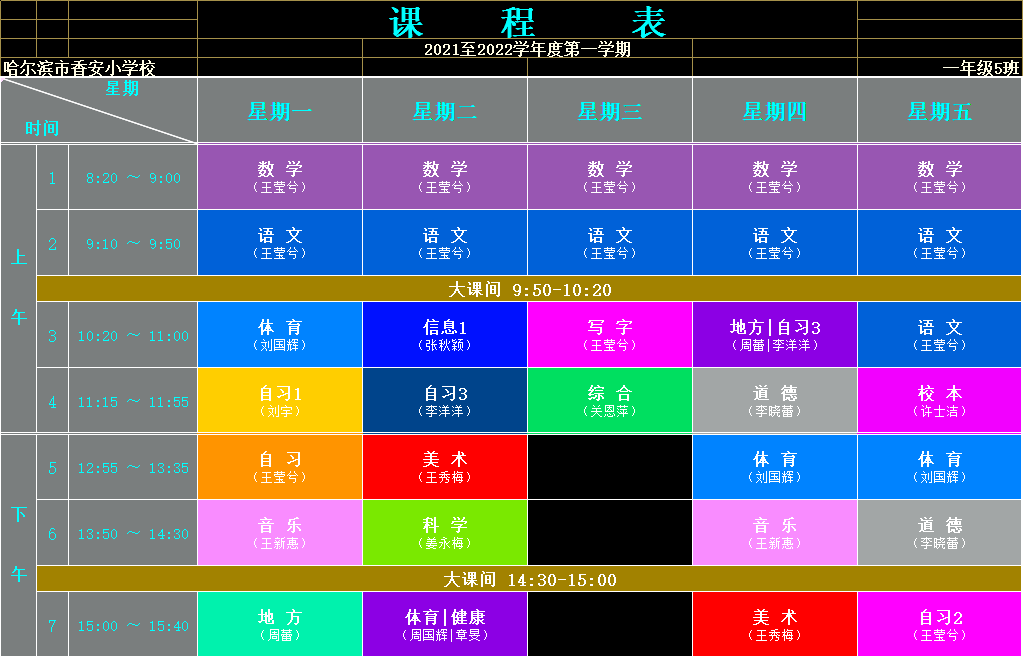 课 程 表
2021至2022学年度第一学期
哈尔滨市香安小学校 一年级5班
星期
时间
星期一 星期二 星期三 星期四 星期五
上午
1 8:20 ~ 9:00 数 学 数 学 数 学 数 学 数 学
(王莹兮) (王莹兮) (王莹兮) (王莹兮) (王莹兮)
2 9:10 ~ 9:50 语 文 语 文 语 文 语 文 语 文
(王莹兮) (王莹兮) (王莹兮) (王莹兮) (王莹兮)
大课间 9:50-10:20
3 10:20 ~ 11:00 体 育 信息1 写 字 地方|自习3 语 文
(刘国辉) (张秋颖) (王莹兮) (周蕾|李洋洋) (王莹兮)
4 11:15 ~ 11:55 自习1 自习3 综 合 道 德 校 本
(刘宇) (李洋洋) (关恩萍) (李晓蕾) (许士洁)
下午
5 12:55 ~ 13:35 自 习 美 术 体 育 体 育
(王莹兮) (王秀梅) (刘国辉) (刘国辉)
6 13:50 ~ 14:30 音 乐 科 学 音 乐 道 德
(王新惠) (姜永梅) (王新惠) (李晓蕾)
大课间 14:30-15:00
7 15:00 ~ 15:40 地 方 体育|健康 美 术 自习2
(周蕾) (周国辉|章旻) (王秀梅) (王莹兮)